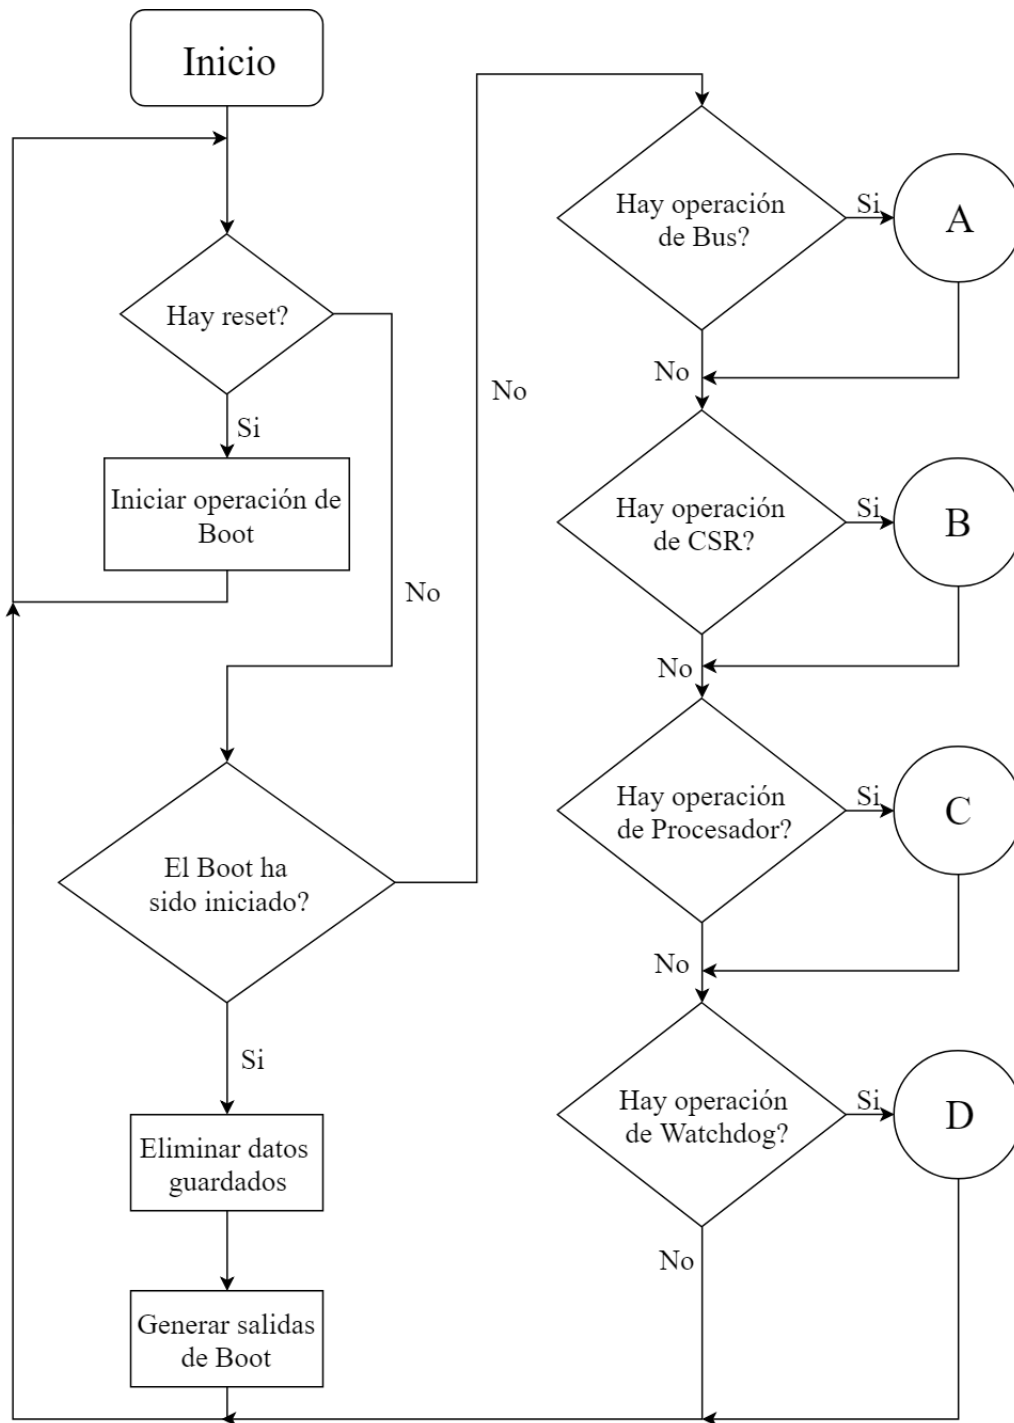 Inicio
Hay reset?
Si
No
Iniciar operación de
Boot
El Boot ha
sido iniciado?
Si
No
Eliminar datos
guardados
Generar salidas
de Boot
Hay operación
de Bus?
Si
A
No
Hay operación
de CSR?
Si
B
No
Hay operación
de Procesador?
Si
C
No
Hay operación
de Watchdog?
Si
D
No